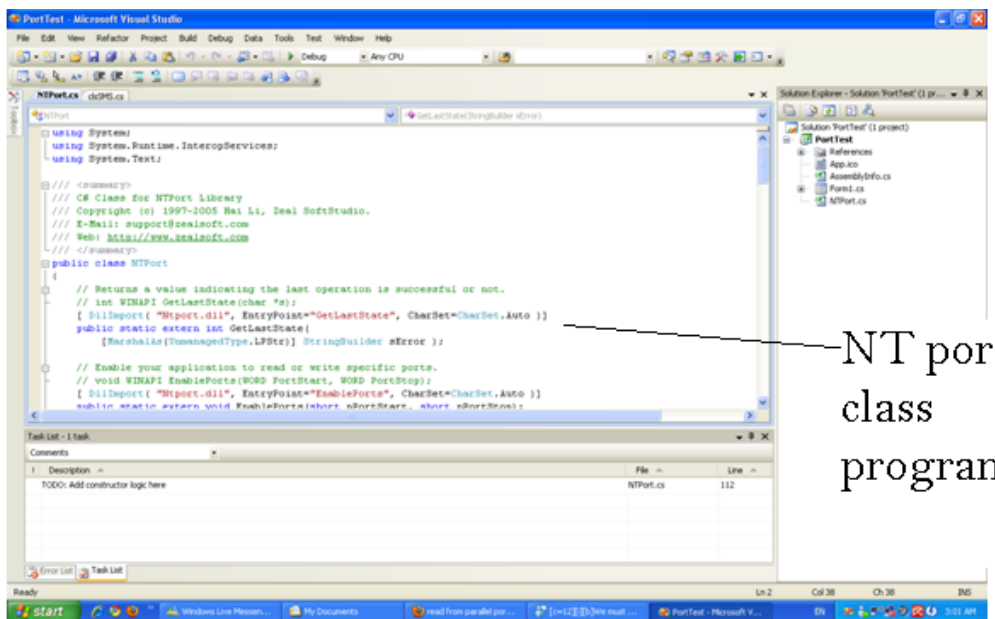 PortTest - Microsoft Visual Studio
File Edit View Refactor Project Build Debug Data Tools Test Window Help
Debug Any CPU
NTPort.cs dsSMS.cs
Solution Explorer - Solution 'PortTest' (1 pr...
NTPort GetLastState(StringBuilder sError)
Toolbox
Solution 'PortTest' (1 project)
PortTest
References
App.ico
AssemblyInfo.cs
Form1.cs
NTPort.cs
using System;
using System.Runtime.InteropServices;
using System.Text;
/// <summary>
/// C# Class for NTPort Library
/// Copyright (c) 1997-2005 Hai Li, Zeal SoftStudio.
/// E-Mail: support@zealsoft.com
/// Web: http://www.zealsoft.com
/// </summary>
public class NTPort
{
// Returns a value indicating the last operation is successful or not.
// int WINAPI GetLastState(char *s);
[ DllImport( "Ntport.dll", EntryPoint="GetLastState", CharSet=CharSet.Auto )]
public static extern int GetLastState(
[MarshalAs(UnmanagedType.LPStr)] StringBuilder sError );
// Enable your application to read or write specific ports.
// void WINAPI EnablePorts(WORD PortStart, WORD PortStop);
[ DllImport( "Ntport.dll", EntryPoint="EnablePorts", CharSet=CharSet.Auto )]
public static extern void EnablePorts(short nPortStart, short nPortStop);
NT por
class
program
Task List - 1 task
Comments
! Description File Line
TODO: Add constructor logic here NTPort.cs 112
Error List Task List
Ready Ln 2 Col 38 Ch 38 INS
start Windows Live Messen... My Documents read from parallel por... [c=12][b]We must ... PortTest - Microsoft V... EN 3:01 AM